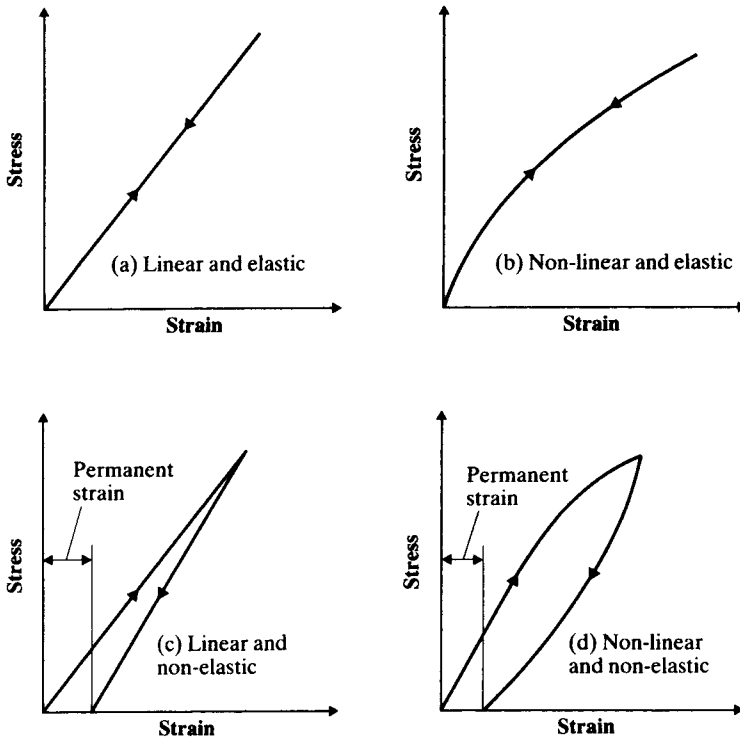 Stress
(a) Linear and elastic
Strain
Stress
(b) Non-linear and elastic
Strain
Permanent
strain
Stress
(c) Linear and
non-elastic
Strain
Permanent
strain
Stress
(d) Non-linear
and non-elastic
Strain